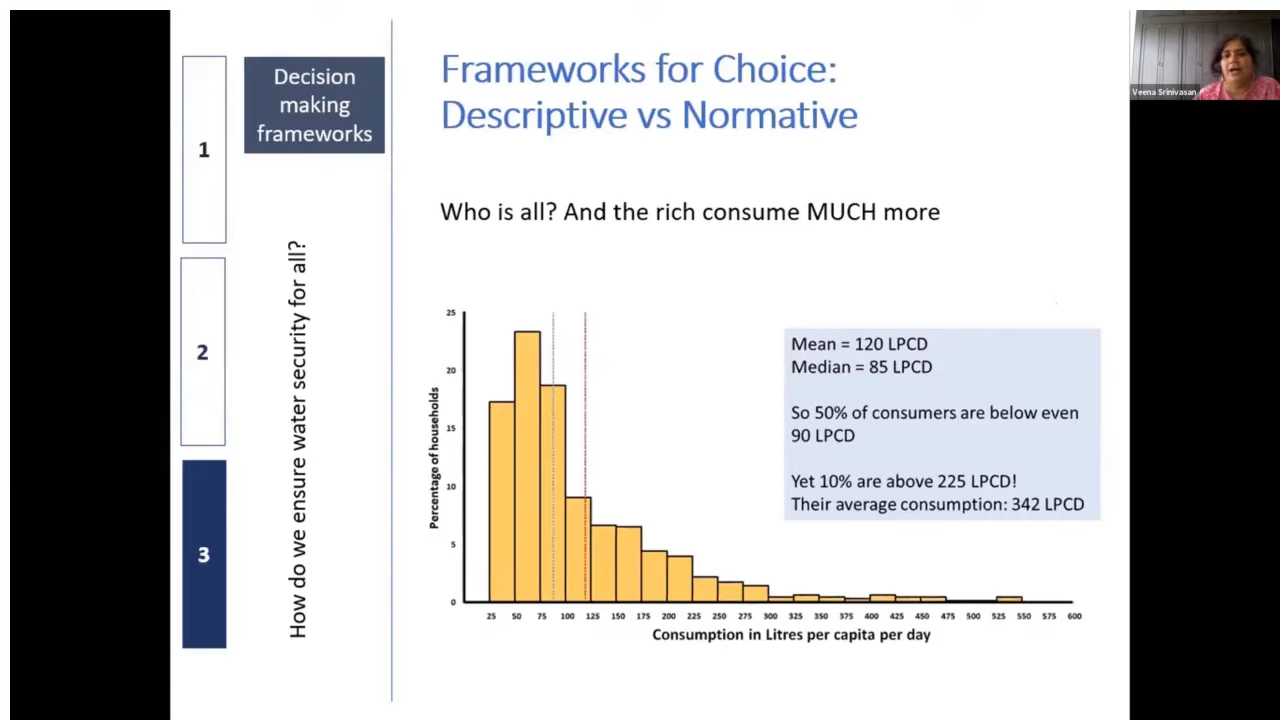 1
2
3
Decision
making
frameworks
How do we ensure water security for all?
Frameworks for Choice:
Descriptive vs Normative
Who is all? And the rich consume MUCH more
25
20
15
10
5
0
Percentage of households
25 50 75 100 125 150 175 200 225 250 275 300 325 350 375 400 425 450 475 500 525 550 575 600
Consumption in Litres per capita per day
Mean = 120 LPCD
Median = 85 LPCD
So 50% of consumers are below even
90 LPCD
Yet 10% are above 225 LPCD!
Their average consumption: 342 LPCD
Veena Srinivasan